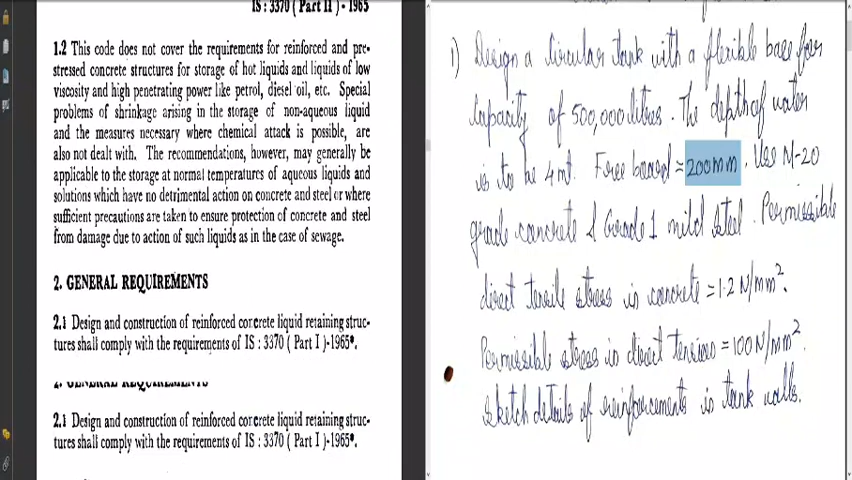 IS : 3370 ( Part II ) - 1965
1.2 This code does not cover the requirements for reinforced and pre-
stressed concrete structures for storage of hot liquids and liquids of low
viscosity and high penetrating power like petrol, diesel oil, etc. Special
problems of shrinkage arising in the storage of non-aqueous liquid
and the measures necessary where chemical attack is possible, are
also not dealt with. The recommendations, however, may generally be
applicable to the storage at normal temperatures of aqueous liquids and
solutions which have no detrimental action on concrete and steel or where
sufficient precautions are taken to ensure protection of concrete and steel
from damage due to action of such liquids as in the case of sewage.
2. GENERAL REQUIREMENTS
2.1 Design and construction of reinforced concrete liquid retaining struc-
tures shall comply with the requirements of IS : 3370 ( Part I )-1965*.
2. GENERAL REQUIREMENTS
2.1 Design and construction of reinforced concrete liquid retaining struc-
tures shall comply with the requirements of IS : 3370 ( Part I )-1965*.
1) Design a Circular tank with a flexible base for
Capacity of 500,000 litres. The depth of water
is to be 4mt. Free board = 200mm. Use M-20
grade concrete & Grade 1 mild steel. Permissible
direct tensile stress in concrete = 1.2 N/mm².
Permissible stress in direct tension = 100 N/mm².
Sketch details of reinforcements in tank walls.